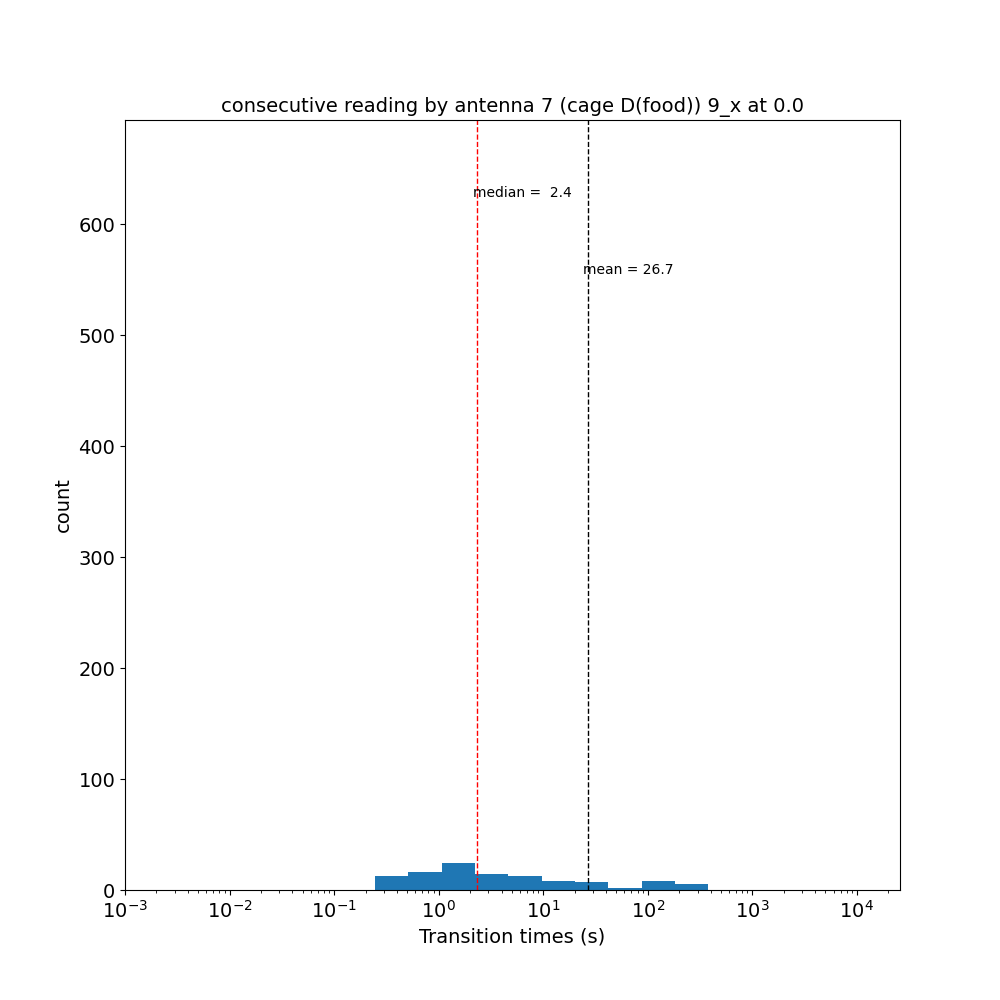 consecutive reading by antenna 7 (cage D(food)) 9_x at 0.0
median =  2.4
mean = 26.7
600
500
400
300
200
100
0
count
10⁻³ 10⁻² 10⁻¹ 10⁰ 10¹ 10² 10³ 10⁴
Transition times (s)